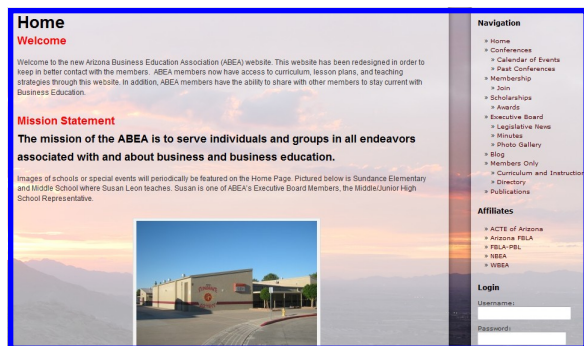 Home
Welcome
Welcome to the new Arizona Business Education Association (ABEA) website. This website has been redesigned in order to
keep in better contact with the members. ABEA members now have access to curriculum, lesson plans, and teaching
strategies through this website. In addition, ABEA members have the ability to share with other members to stay current with
Business Education.
Mission Statement
The mission of the ABEA is to serve individuals and groups in all endeavors
associated with and about business and business education.
Images of schools or special events will periodically be featured on the Home Page. Pictured below is Sundance Elementary
and Middle School where Susan Leon teaches. Susan is one of ABEA's Executive Board Members, the Middle/Junior High
School Representative.
Navigation
» Home
» Conferences
» Calendar of Events
» Past Conferences
» Membership
» Join
» Scholarships
» Awards
» Executive Board
» Legislative News
» Minutes
» Photo Gallery
» Blog
» Members Only
» Curriculum and Instruction
» Directory
» Publications
Affiliates
» ACTE of Arizona
» Arizona FBLA
» FBLA-PBL
» NBEA
» WBEA
Login
Username:
Password: